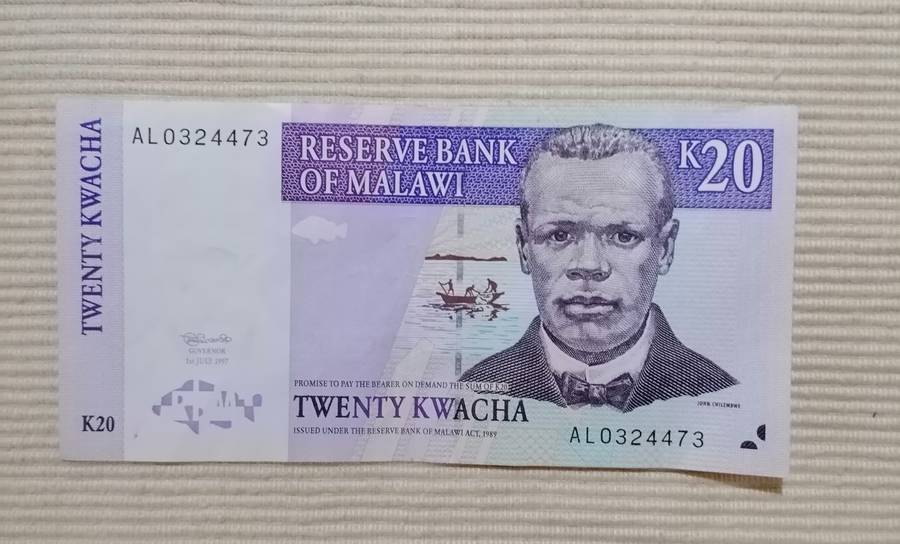 TWENTY KWACHA
K20
AL0324473
GOVERNOR
1st JULY 1997
RESERVE BANK
OF MALAWI
K20
PROMISE TO PAY THE BEARER ON DEMAND THE SUM OF K20
TWENTY KWACHA
ISSUED UNDER THE RESERVE BANK OF MALAWI ACT, 1989
JOHN CHILEMBWE
AL0324473